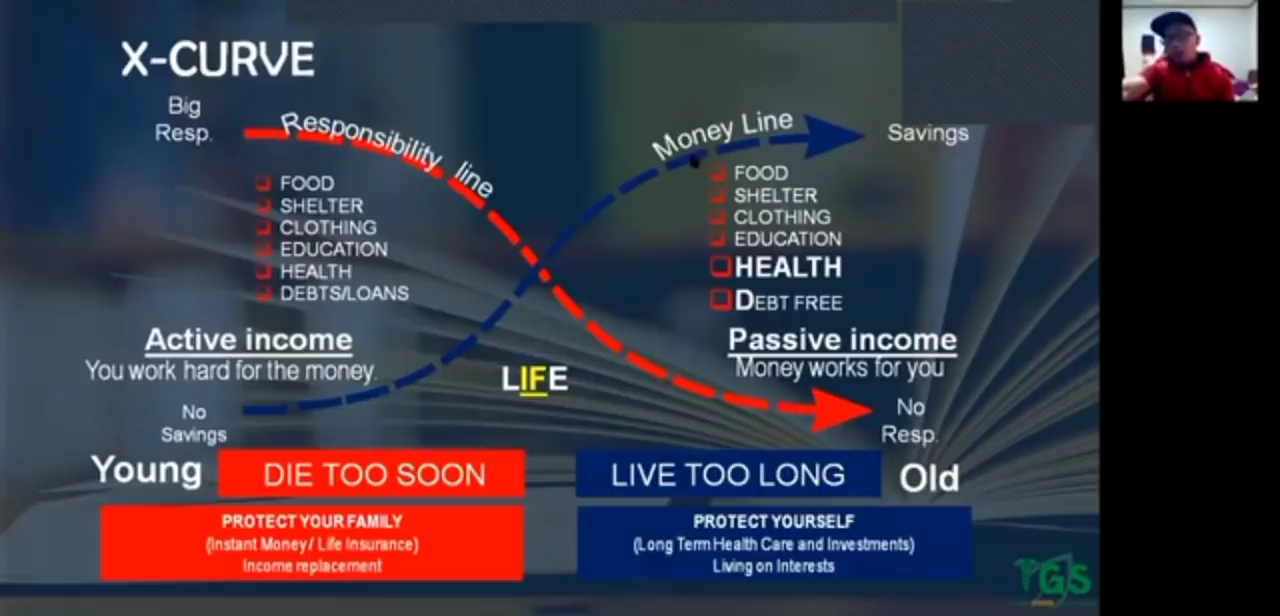 X-CURVE
Big
Resp.
Responsibility line
Money Line
Savings
FOOD
SHELTER
CLOTHING
EDUCATION
HEALTH
DEBTS/LOANS
FOOD
SHELTER
CLOTHING
EDUCATION
HEALTH
DEBT FREE
Active income
You work hard for the money.
Passive income
Money works for you
LIFE
No
Savings
No
Resp.
Young
DIE TOO SOON
LIVE TOO LONG
Old
PROTECT YOUR FAMILY
(Instant Money / Life Insurance)
Income replacement
PROTECT YOURSELF
(Long Term Health Care and Investments)
Living on Interests